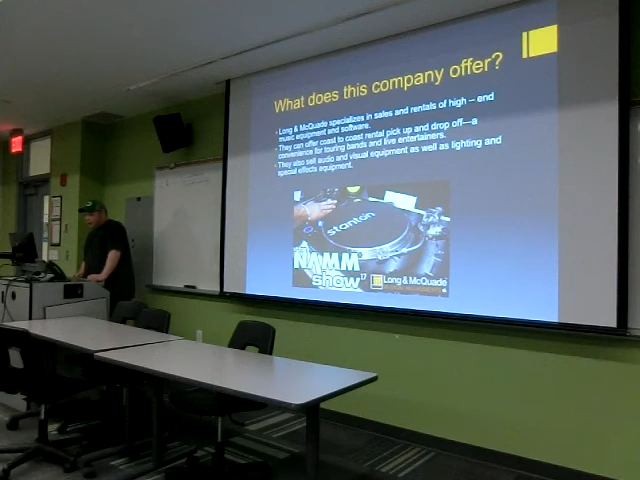 What does this company offer?
Long & McQuade specializes in sales and rentals of high – end
music equipment and software.
They can offer coast to coast rental pick up and drop off—a
convenience for touring bands and live entertainers.
They also sell audio and visual equipment as well as lighting and
special effects equipment.
stanton
NAMM
show
17
Long & McQuade